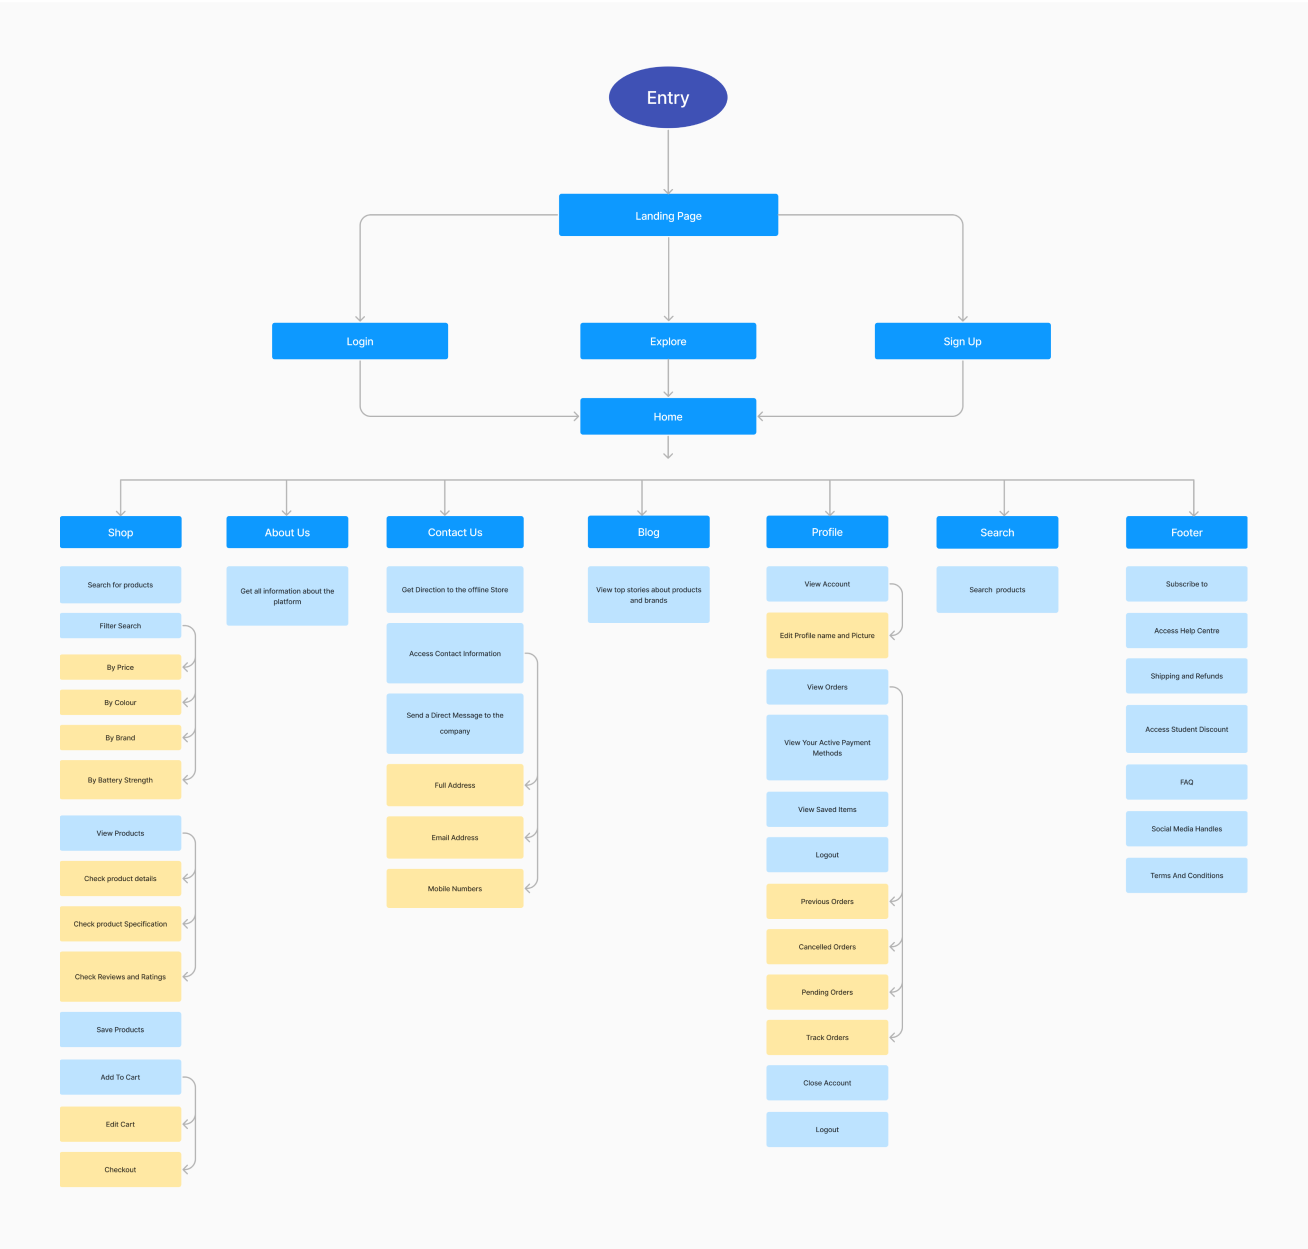 Entry
Landing Page
Login
Explore
Sign Up
Home
Shop
About Us
Contact Us
Blog
Profile
Search
Footer
Search for products
Filter Search
By Price
By Colour
By Brand
By Battery Strength
View Products
Check product details
Check product Specification
Check Reviews and Ratings
Save Products
Add To Cart
Edit Cart
Checkout
Get all information about the
platform
Get Direction to the offline Store
Access Contact Information
Send a Direct Message to the
company
Full Address
Email Address
Mobile Numbers
View top stories about products
and brands
View Account
Edit Profile name and Picture
View Orders
View Your Active Payment
Methods
View Saved Items
Logout
Previous Orders
Cancelled Orders
Pending Orders
Track Orders
Close Account
Logout
Search products
Subscribe to
Access Help Centre
Shipping and Refunds
Access Student Discount
FAQ
Social Media Handles
Terms And Conditions